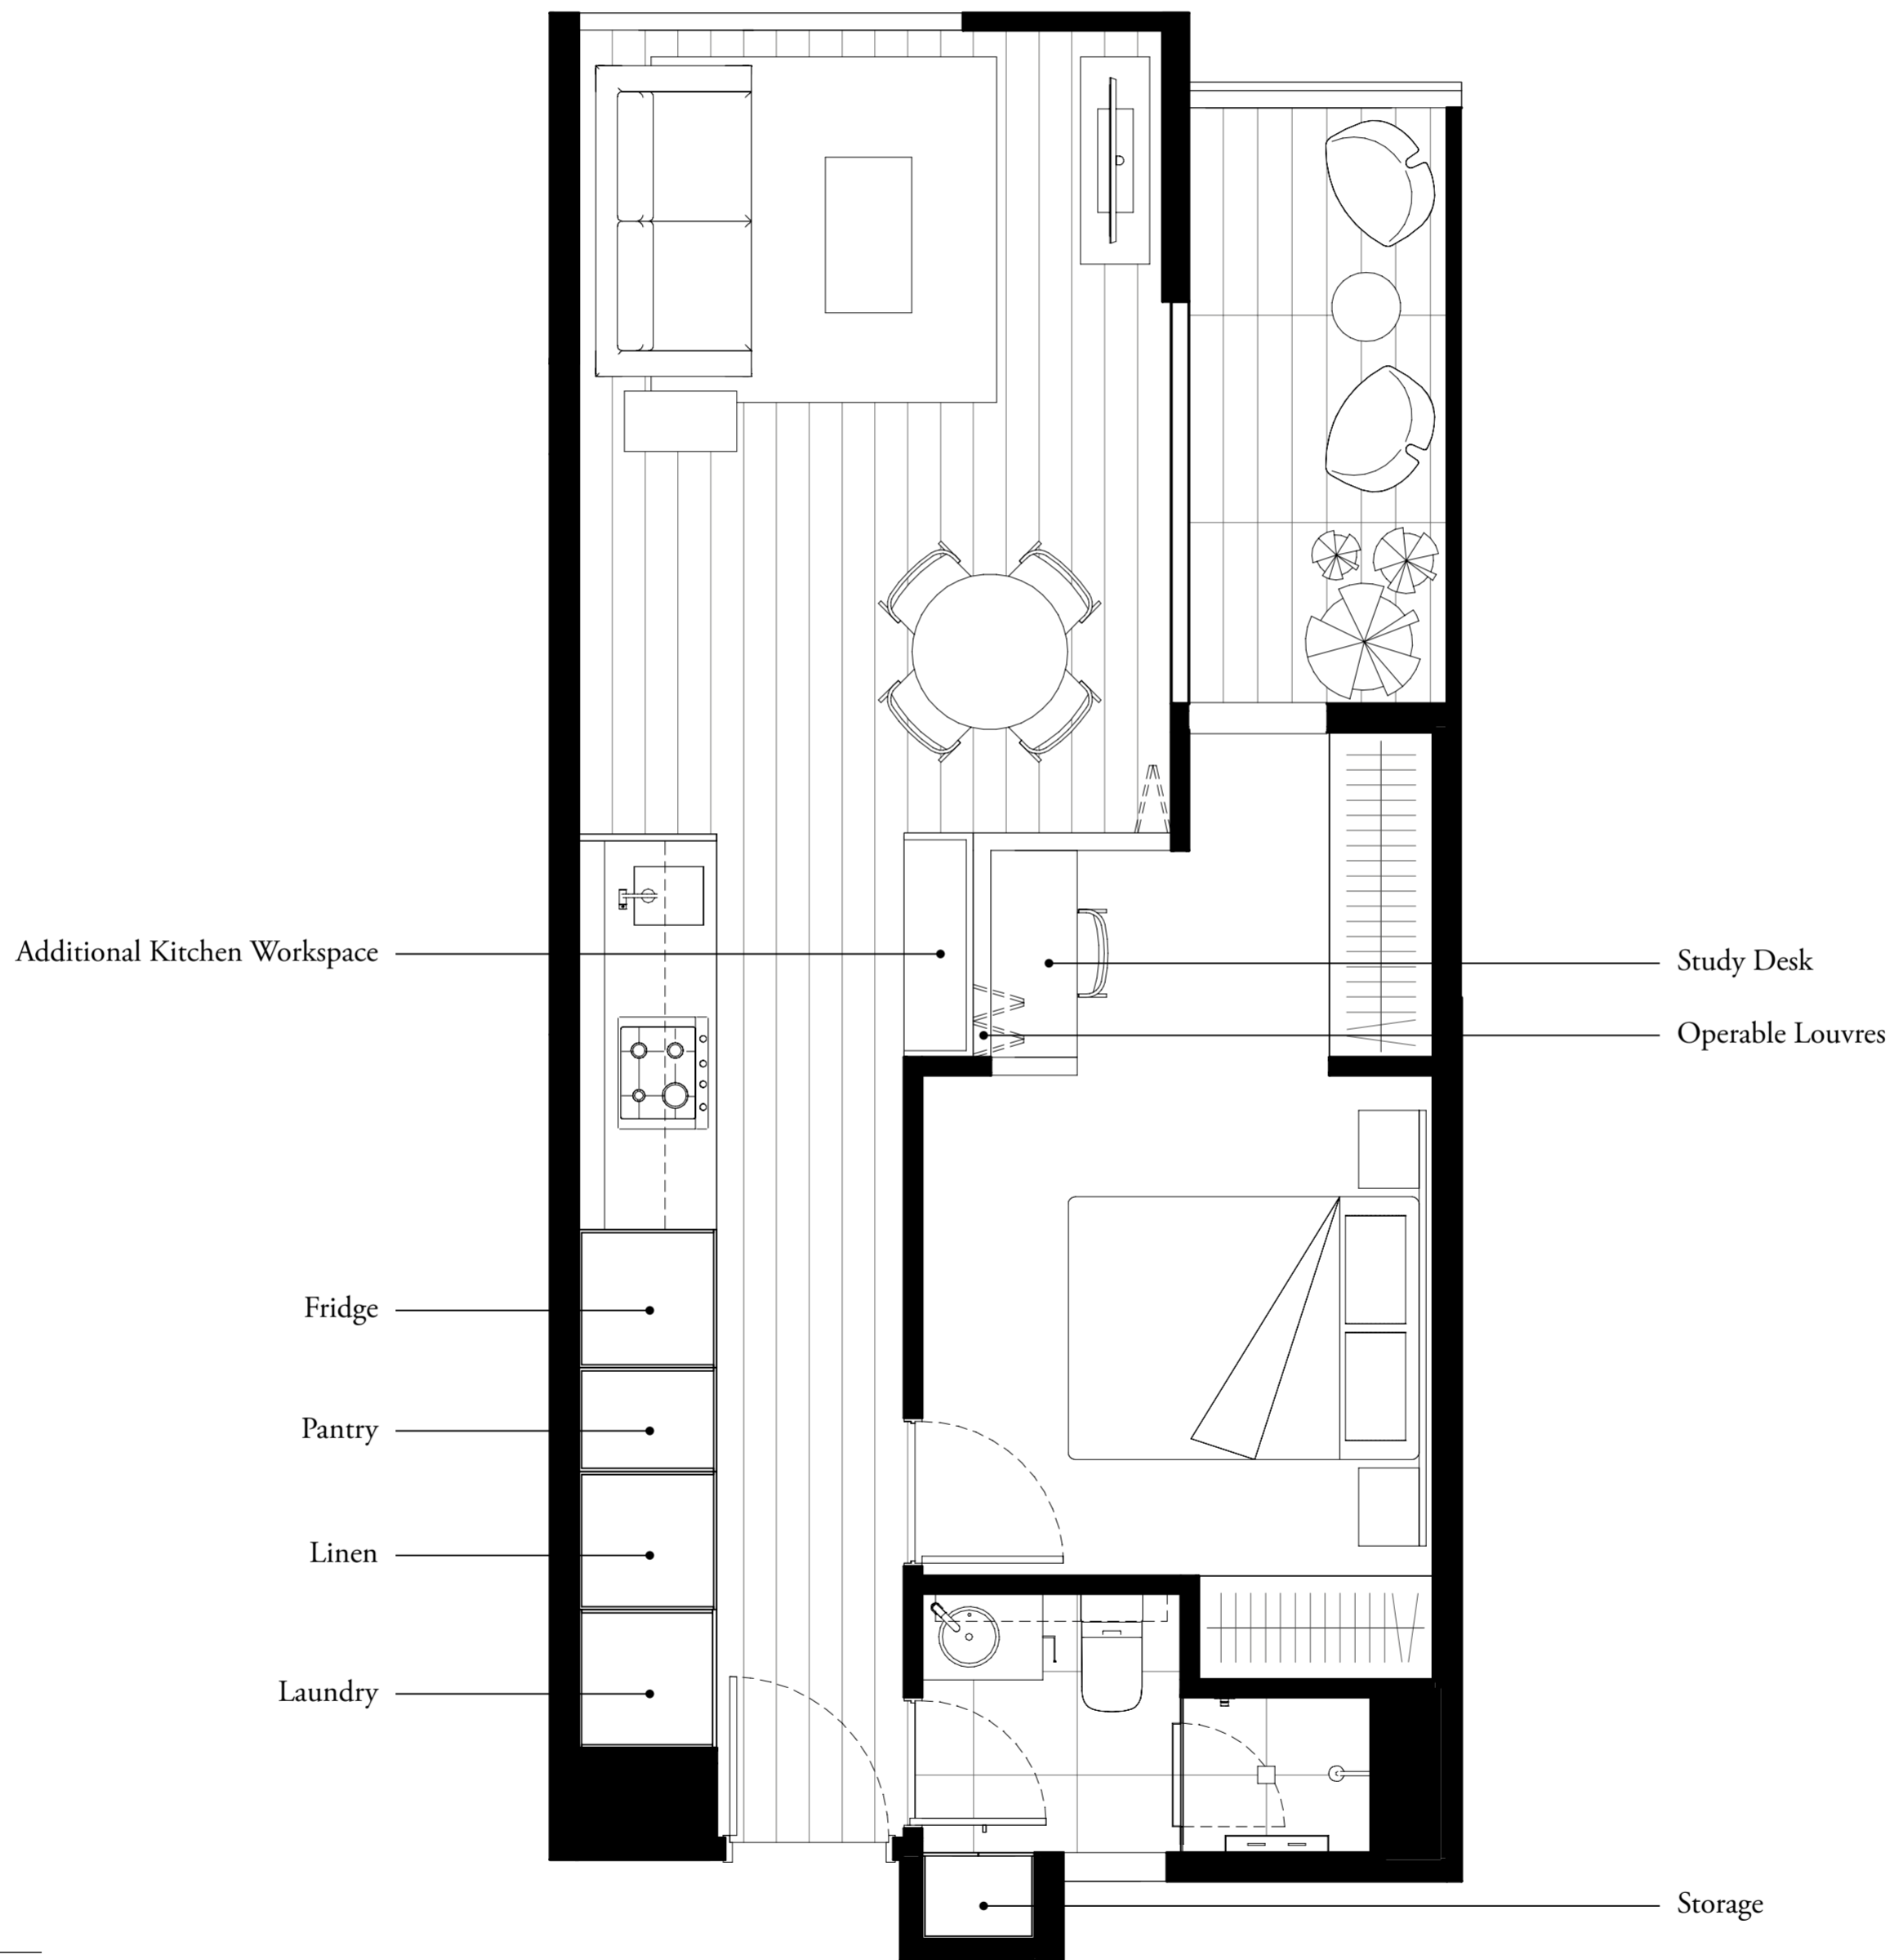 Additional Kitchen Workspace
Study Desk
Operable Louvres
Fridge
Pantry
Linen
Laundry
Storage